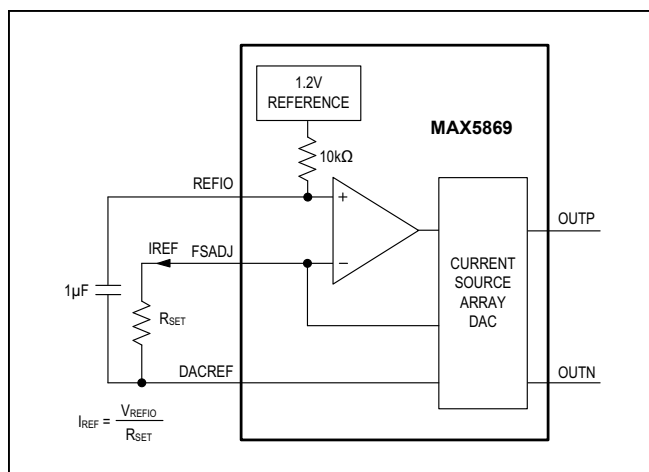 1.2V
REFERENCE
MAX5869
10kΩ
REFIO
+
OUTP
IREF
FSADJ
−
CURRENT
SOURCE
ARRAY
DAC
1µF
RSET
DACREF
OUTN
IREF = VREFIO
RSET